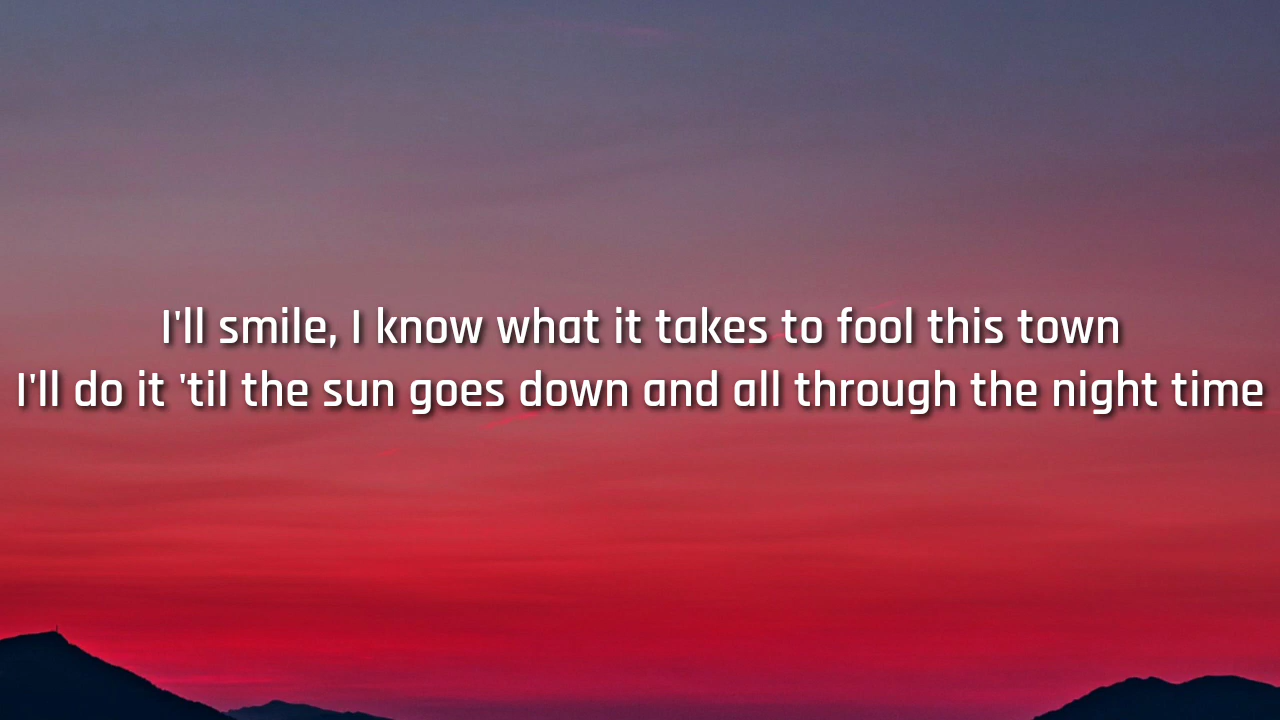 I'll smile, I know what it takes to fool this town
I'll do it 'til the sun goes down and all through the night time